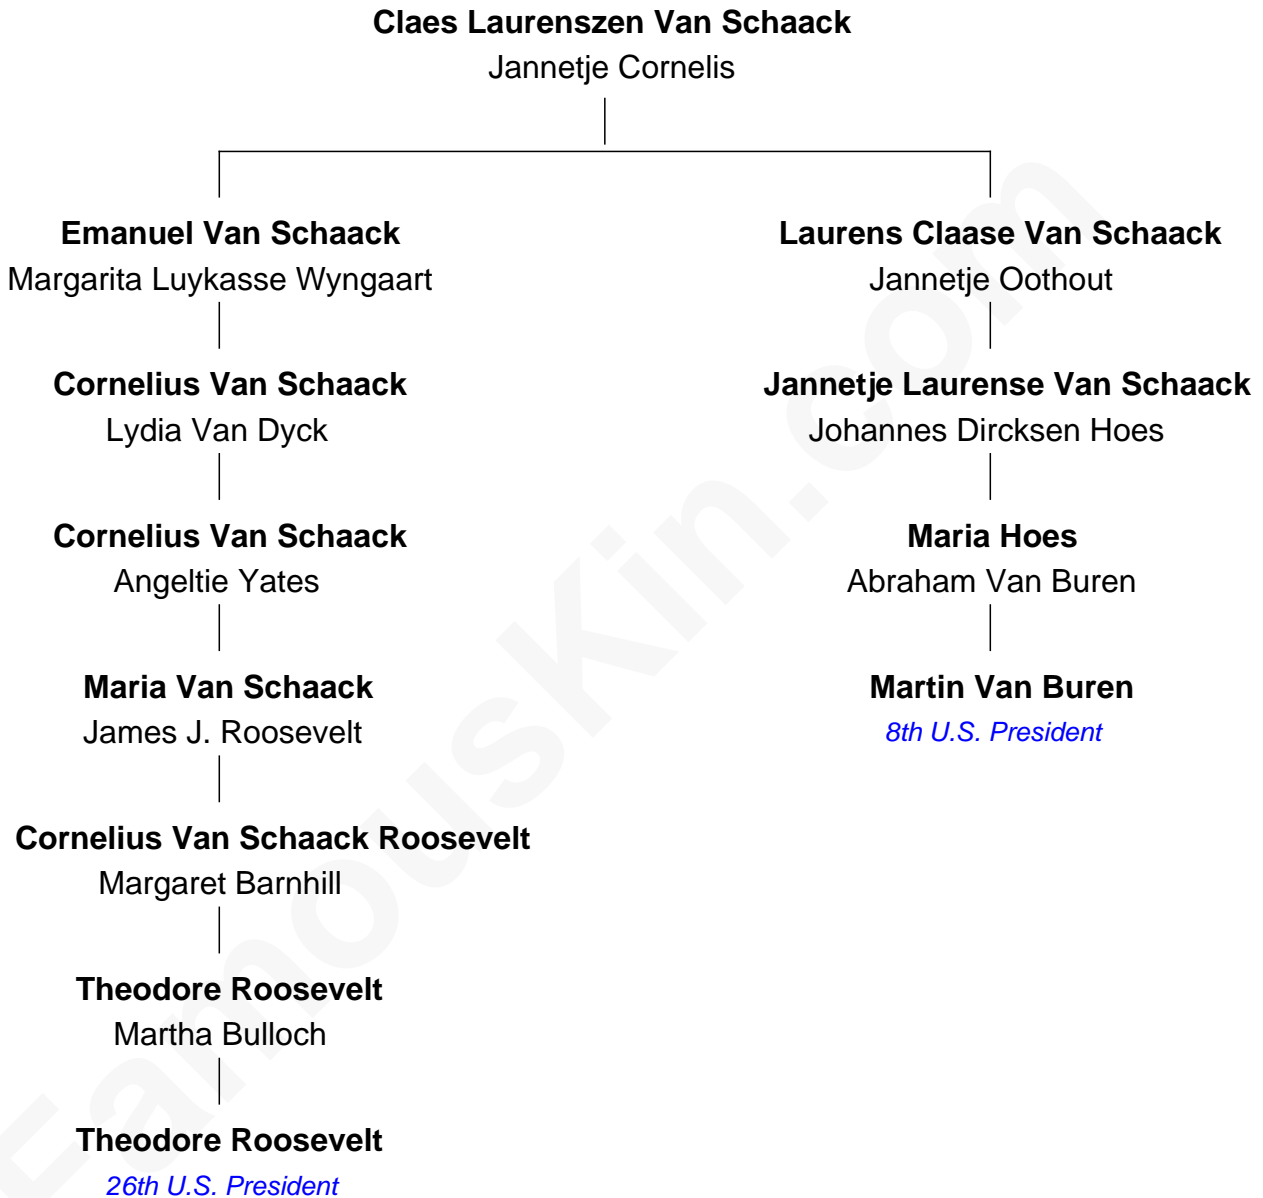 Claes Laurenszen Van Schaack
Jannetje Cornelis
Emanuel Van Schaack
Margarita Luykasse Wyngaart
Laurens Claase Van Schaack
Jannetje Oothout
Cornelius Van Schaack
Lydia Van Dyck
Jannetje Laurense Van Schaack
Johannes Dircksen Hoes
Cornelius Van Schaack
Angeltie Yates
Maria Hoes
Abraham Van Buren
Maria Van Schaack
James J. Roosevelt
Martin Van Buren
8th U.S. President
Cornelius Van Schaack Roosevelt
Margaret Barnhill
Theodore Roosevelt
Martha Bulloch
Theodore Roosevelt
26th U.S. President
FamousKin.com